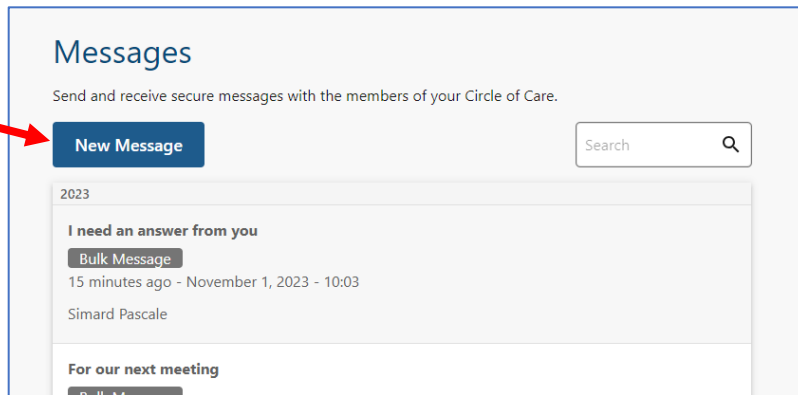 Messages
Send and receive secure messages with the members of your Circle of Care.
New Message
Search
2023
I need an answer from you
Bulk Message
15 minutes ago - November 1, 2023 - 10:03
Simard Pascale
For our next meeting
Bulk Message